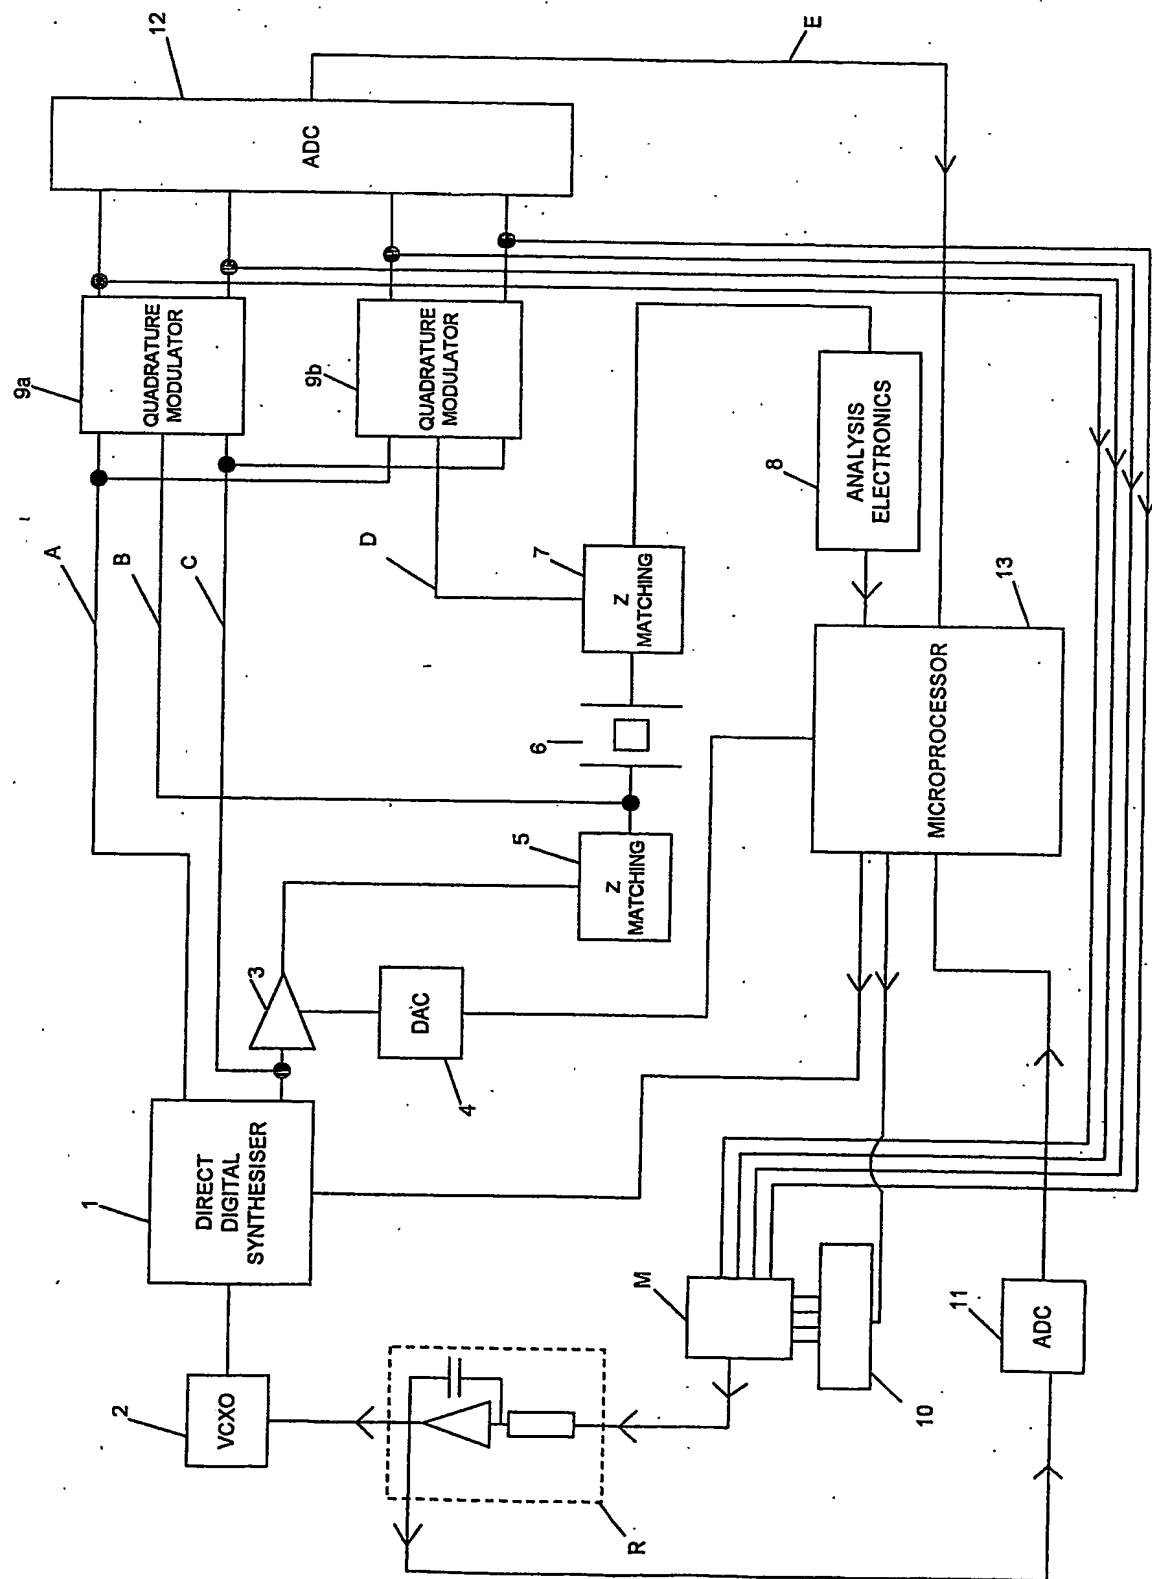 12
E
ADC
9a
QUADRATURE
MODULATOR
9b
QUADRATURE
MODULATOR
A
B
C
D
7
Z
MATCHING
8
ANALYSIS
ELECTRONICS
6
13
MICROPROCESSOR
5
Z
MATCHING
3
DAC
4
1
DIRECT
DIGITAL
SYNTHESISER
M
10
11
ADC
2
VCXO
R